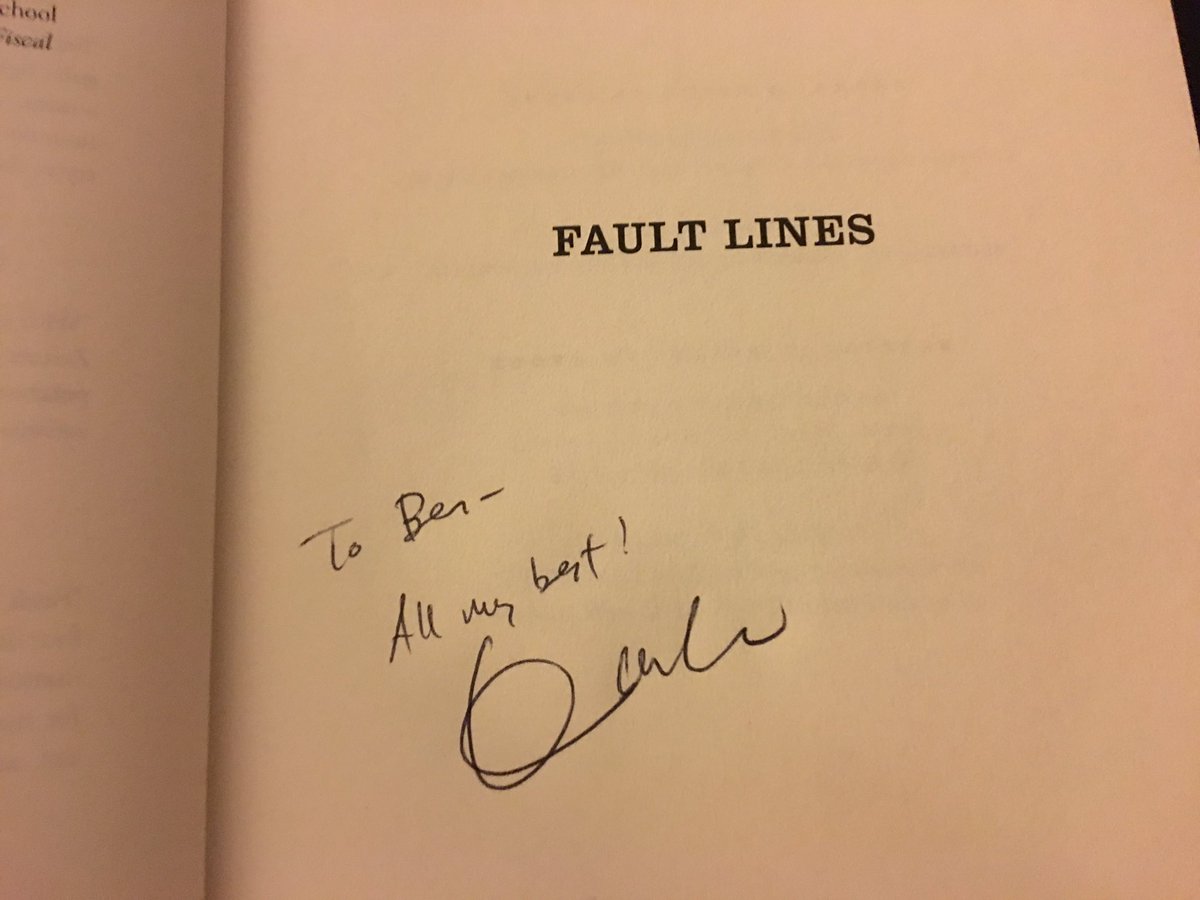 chool
Fiscal
FAULT LINES
To Ben-
All my best!